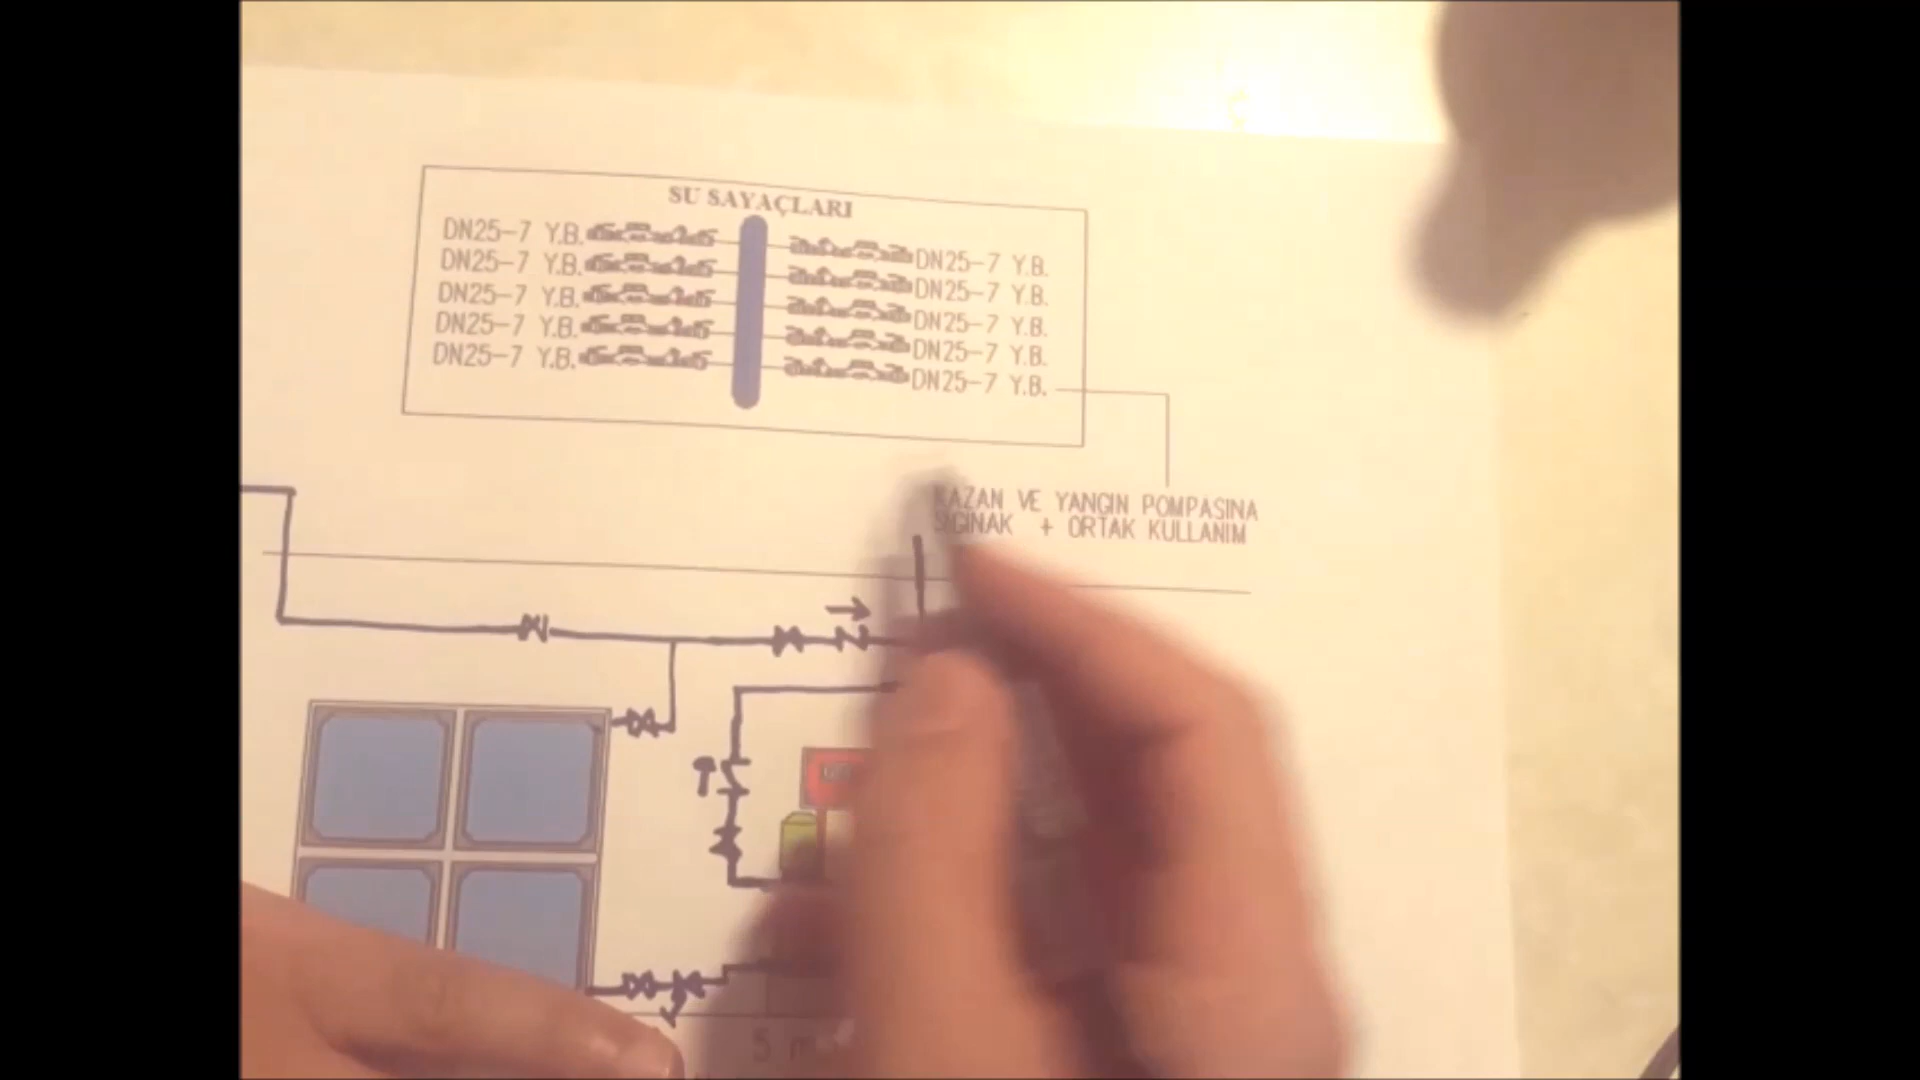 SU SAYAÇLARI
DN25-7 Y.B.
DN25-7 Y.B.
DN25-7 Y.B.
DN25-7 Y.B.
DN25-7 Y.B.
DN25-7 Y.B.
DN25-7 Y.B.
DN25-7 Y.B.
DN25-7 Y.B.
DN25-7 Y.B.
KAZAN VE YANGIN POMPASINA
SIGINAK + ORTAK KULLANIM